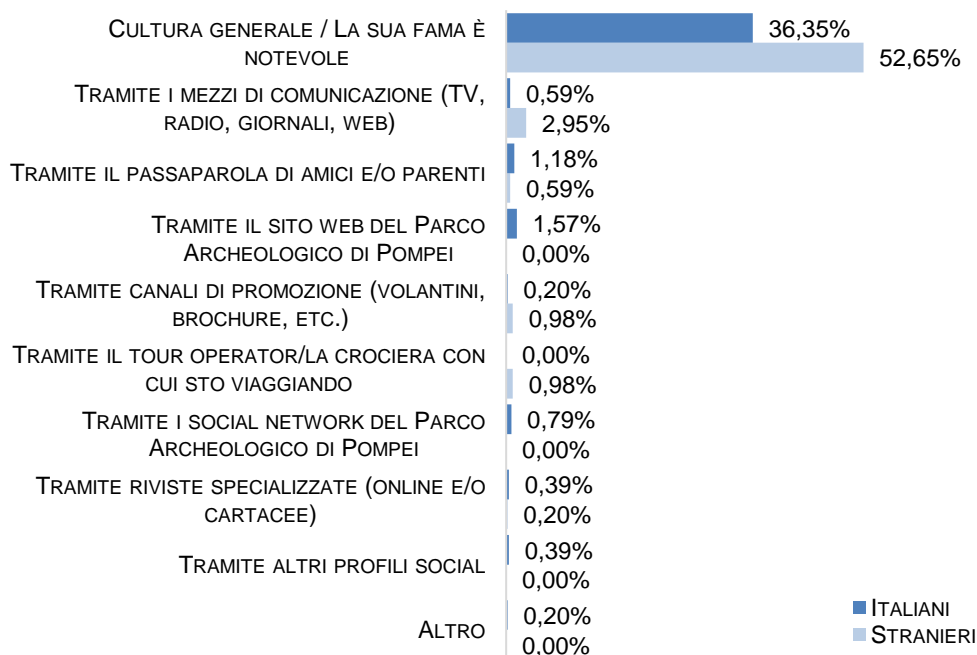 CULTURA GENERALE / LA SUA FAMA È
NOTEVOLE
36,35%
52,65%
TRAMITE I MEZZI DI COMUNICAZIONE (TV,
RADIO, GIORNALI, WEB)
0,59%
2,95%
TRAMITE IL PASSAPAROLA DI AMICI E/O PARENTI
1,18%
0,59%
TRAMITE IL SITO WEB DEL PARCO
ARCHEOLOGICO DI POMPEI
1,57%
0,00%
TRAMITE CANALI DI PROMOZIONE (VOLANTINI,
BROCHURE, ETC.)
0,20%
0,98%
TRAMITE IL TOUR OPERATOR/LA CROCIERA CON
CUI STO VIAGGIANDO
0,00%
0,98%
TRAMITE I SOCIAL NETWORK DEL PARCO
ARCHEOLOGICO DI POMPEI
0,79%
0,00%
TRAMITE RIVISTE SPECIALIZZATE (ONLINE E/O
CARTACEE)
0,39%
0,20%
TRAMITE ALTRI PROFILI SOCIAL
0,39%
0,00%
ALTRO
0,20%
0,00%
ITALIANI
STRANIERI